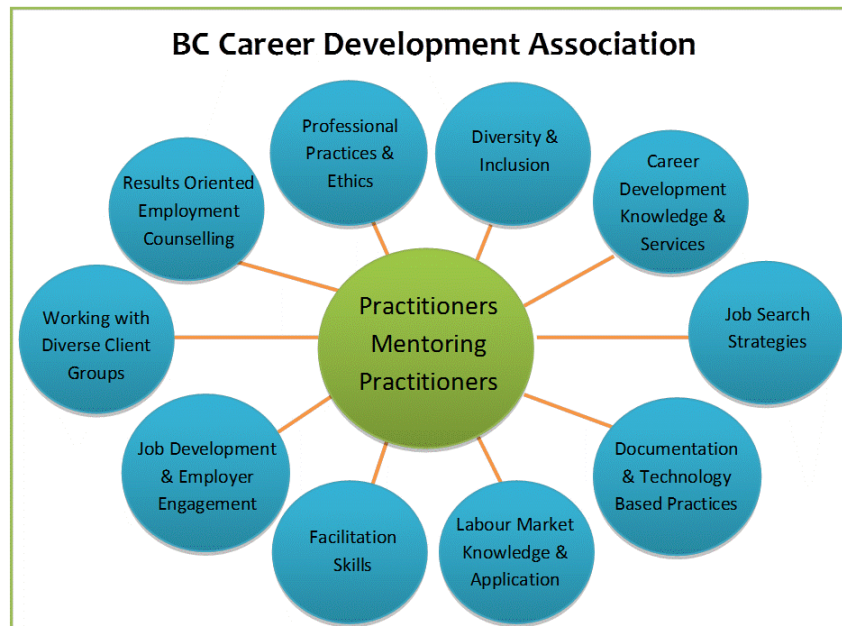 BC Career Development Association
Professional
Practices &
Ethics
Diversity &
Inclusion
Career
Development
Knowledge &
Services
Job Search
Strategies
Documentation
& Technology
Based Practices
Labour Market
Knowledge &
Application
Facilitation
Skills
Job Development
& Employer
Engagement
Working with
Diverse Client
Groups
Results Oriented
Employment
Counselling
Practitioners
Mentoring
Practitioners